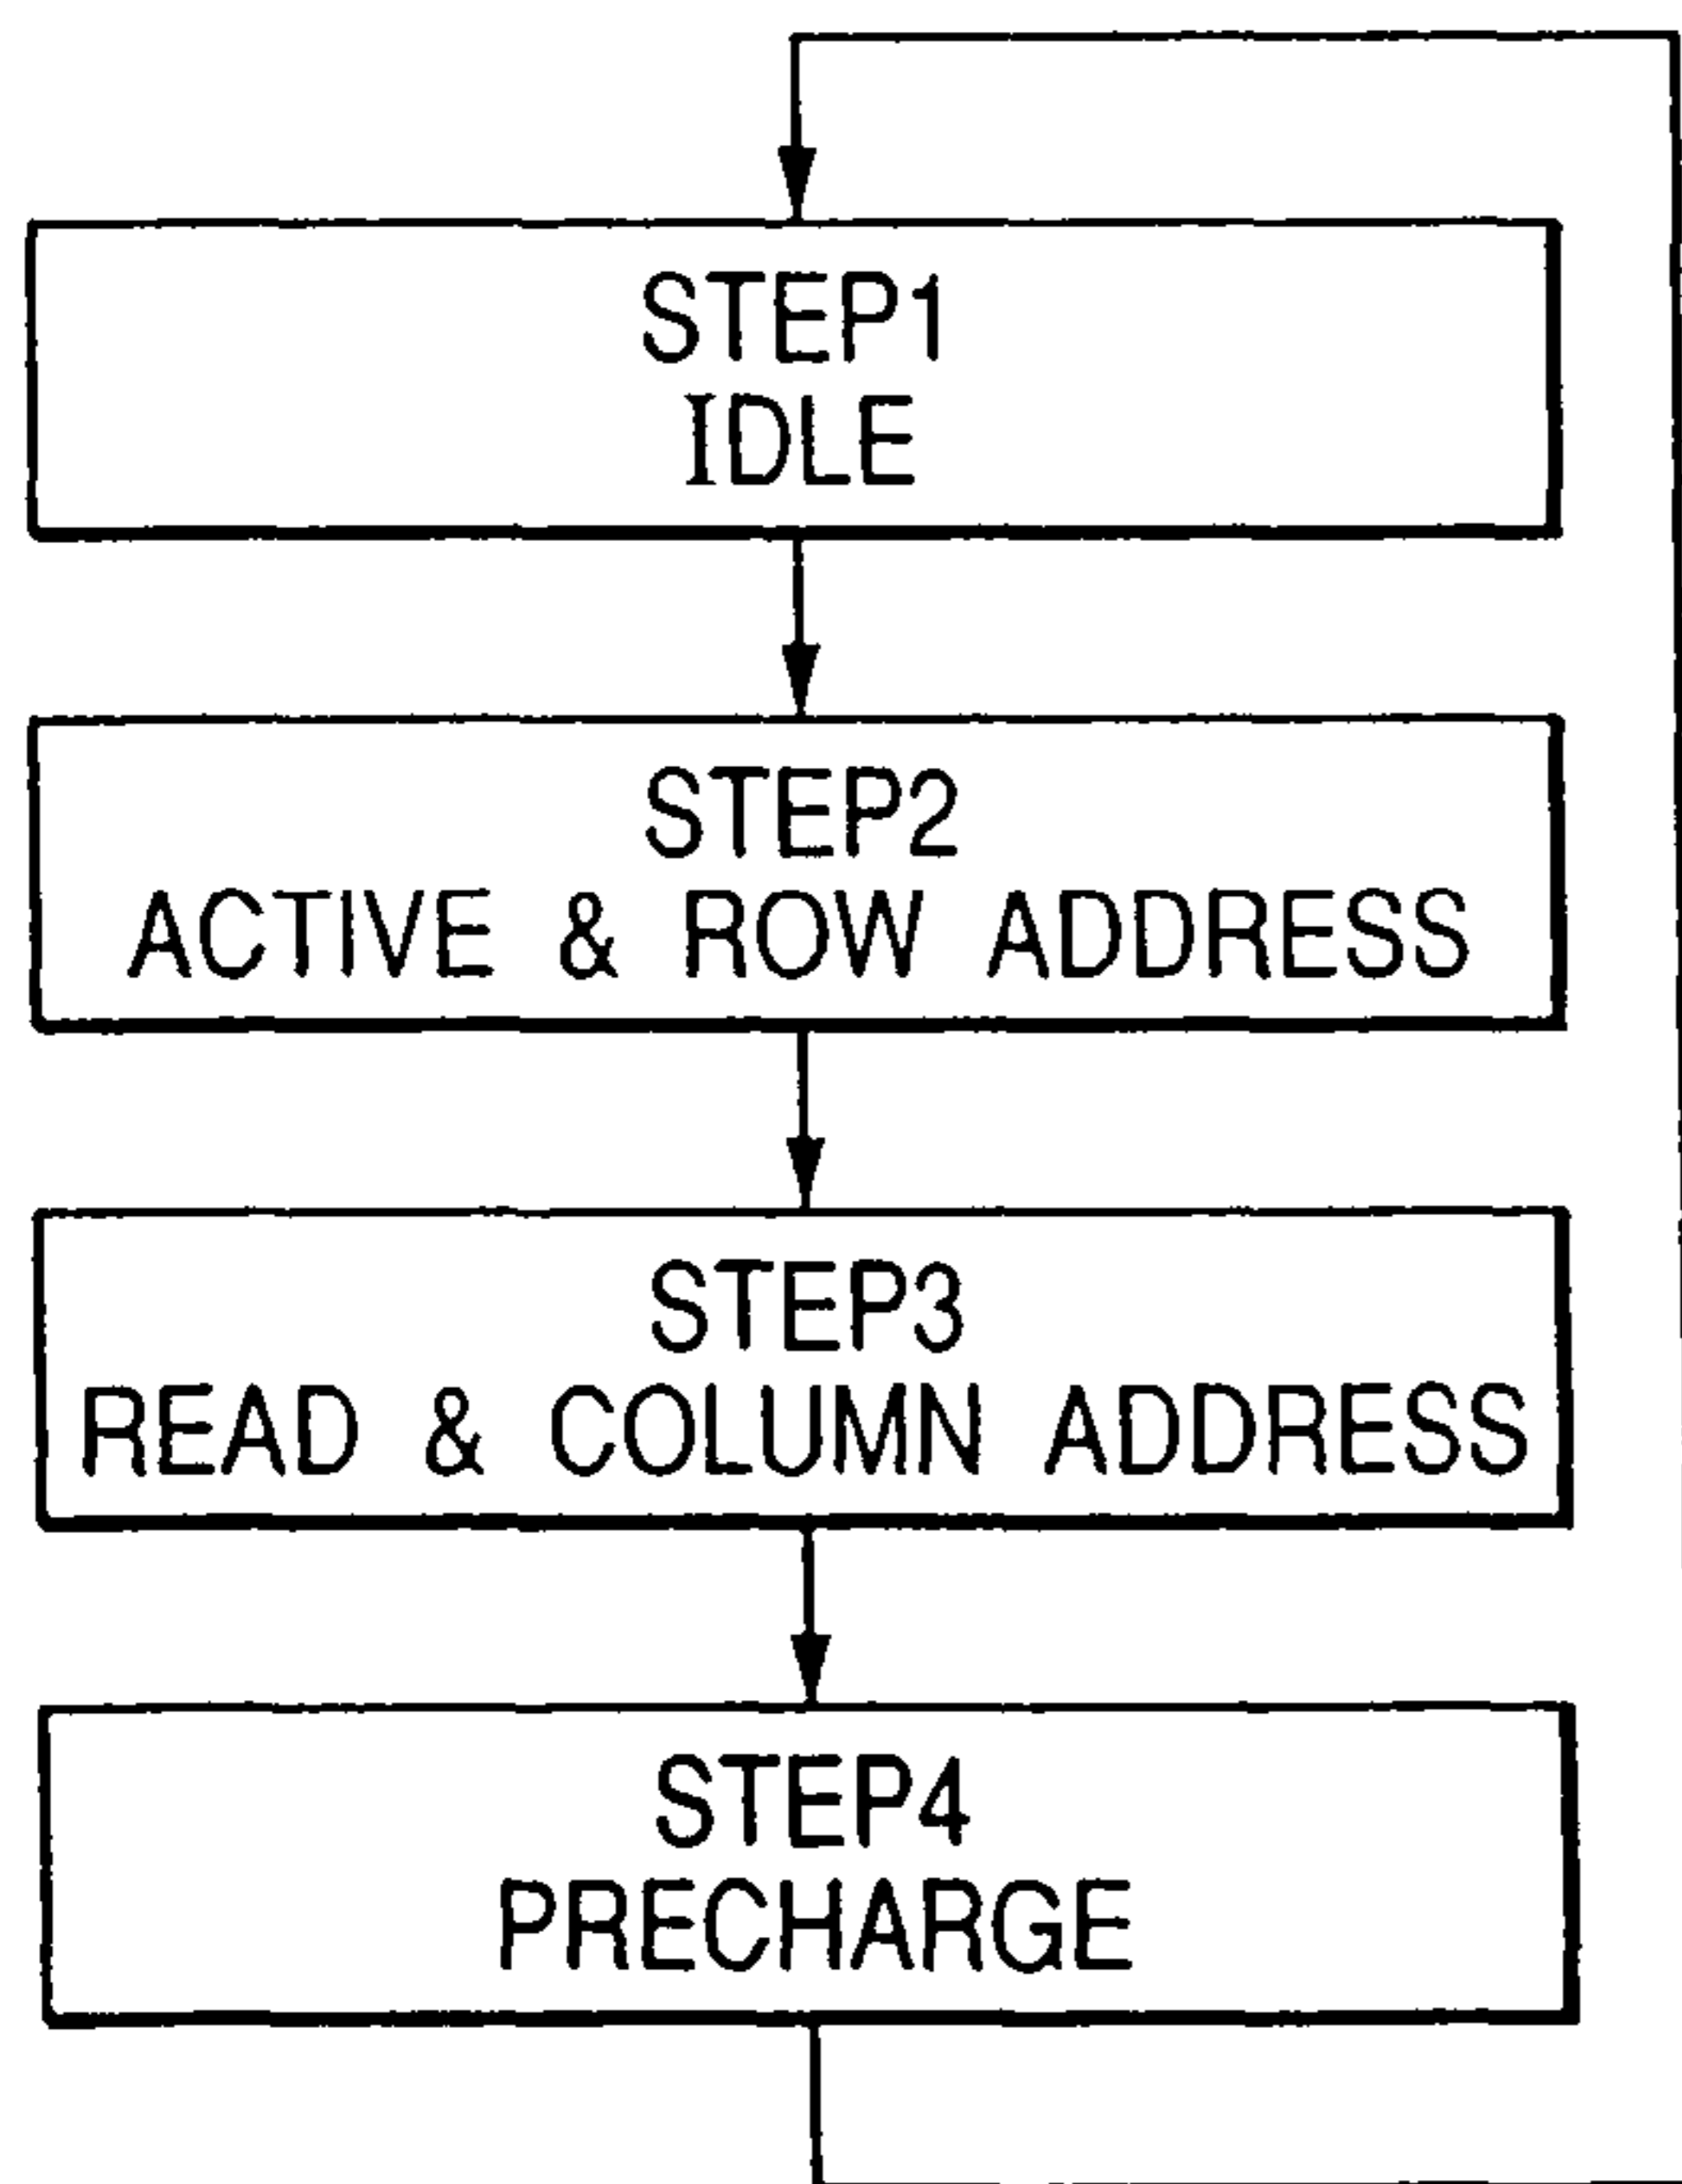 STEP1
IDLE
STEP2
ACTIVE & ROW ADDRESS
STEP3
READ & COLUMN ADDRESS
STEP4
PRECHARGE